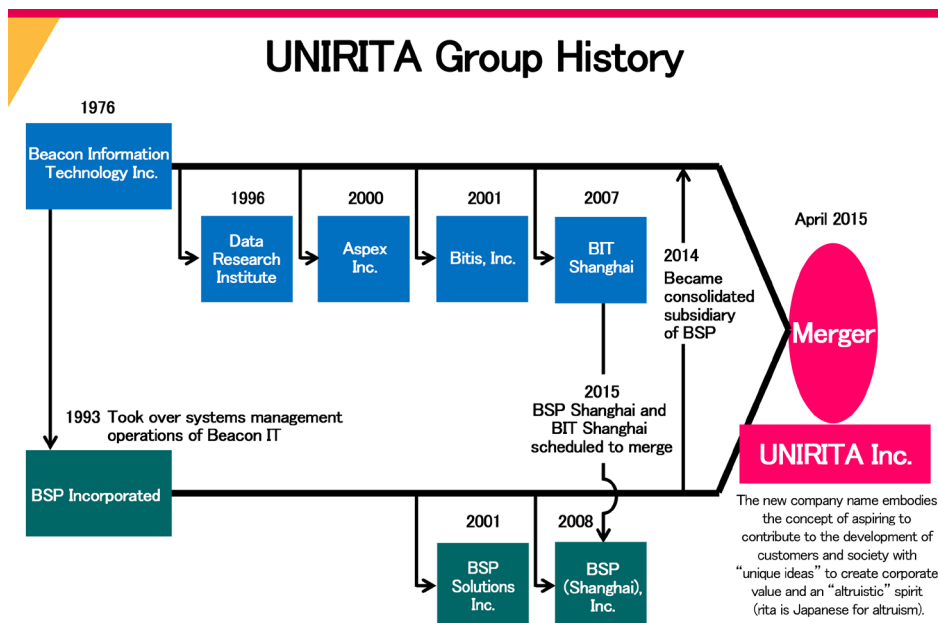 UNIRITA Group History
1976
Beacon Information
Technology Inc.
1996
Data
Research
Institute
2000
Aspex
Inc.
2001
Bitis, Inc.
2007
BIT
Shanghai
2014
Became
consolidated
subsidiary
of BSP
April 2015
Merger
UNIRITA Inc.
The new company name embodies
the concept of aspiring to
contribute to the development of
customers and society with
“unique ideas” to create corporate
value and an “altruistic” spirit
(rita is Japanese for altruism).
1993 Took over systems management
operations of Beacon IT
2015
BSP Shanghai and
BIT Shanghai
scheduled to merge
BSP Incorporated
2001
BSP
Solutions
Inc.
2008
BSP
(Shanghai),
Inc.